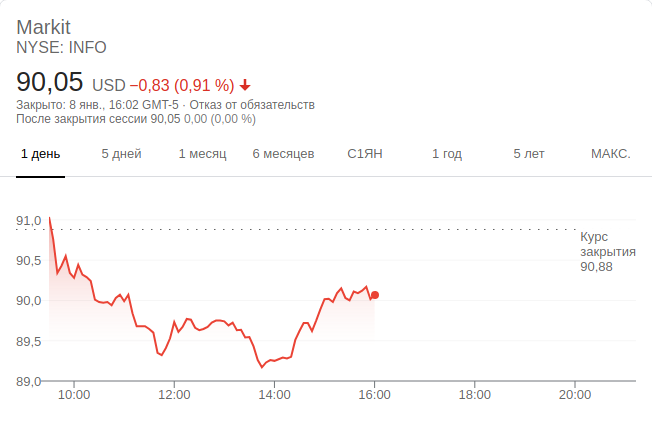 Markit
NYSE: INFO
90,05 USD −0,83 (0,91 %)
Закрыто: 8 янв., 16:02 GMT-5 · Отказ от обязательств
После закрытия сессии 90,05 0,00 (0,00 %)
1 день 5 дней 1 месяц 6 месяцев С1ЯН 1 год 5 лет МАКС.
91,0
Курс
закрытия
90,88
90,5
90,0
89,5
89,0
10:00 12:00 14:00 16:00 18:00 20:00